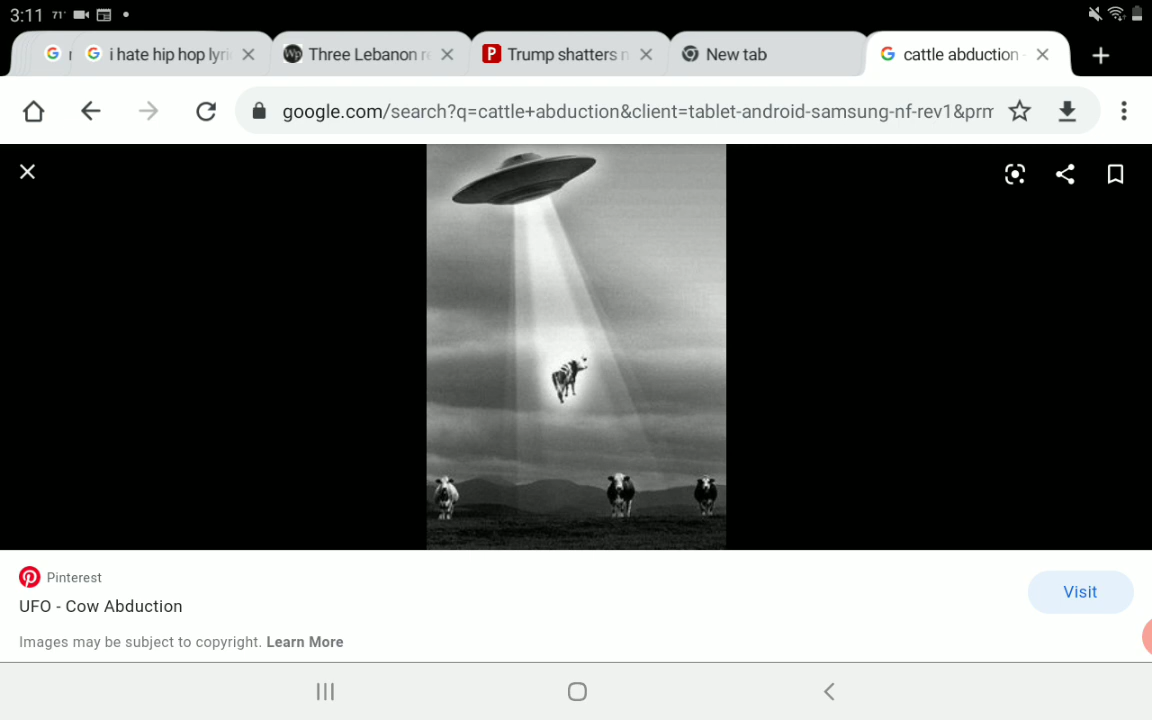 3:11 71°
i hate hip hop lyri
Three Lebanon r
Trump shatters n
New tab
cattle abduction -
google.com/search?q=cattle+abduction&client=tablet-android-samsung-nf-rev1&prm
Pinterest
UFO - Cow Abduction
Visit
Images may be subject to copyright. Learn More